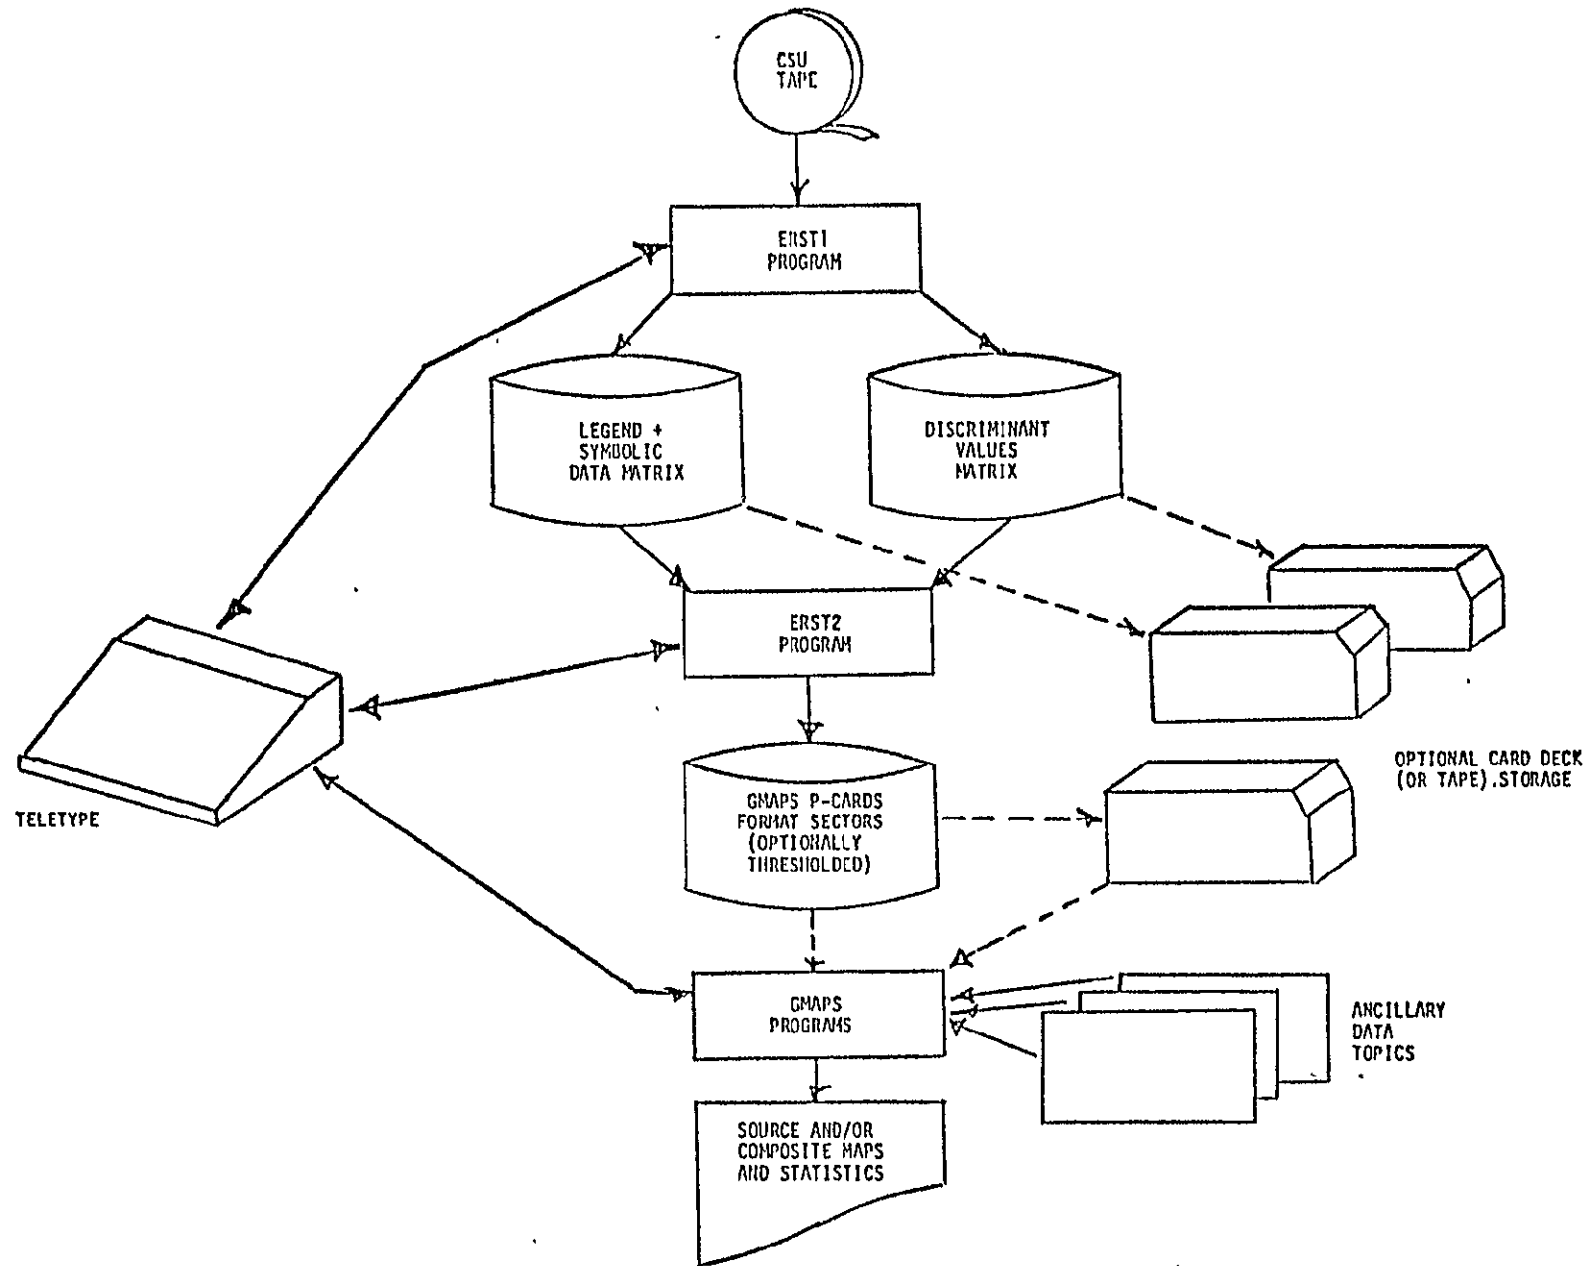 CSU
TAPE
ERST1
PROGRAM
LEGEND +
SYMBOLIC
DATA MATRIX
DISCRIMINANT
VALUES
MATRIX
ERST2
PROGRAM
OPTIONAL CARD DECK
(OR TAPE).STORAGE
TELETYPE
GMAPS P-CARDS
FORMAT SECTORS
(OPTIONALLY
THRESHOLDED)
GMAPS
PROGRAMS
ANCILLARY
DATA
TOPICS
SOURCE AND/OR
COMPOSITE MAPS
AND STATISTICS